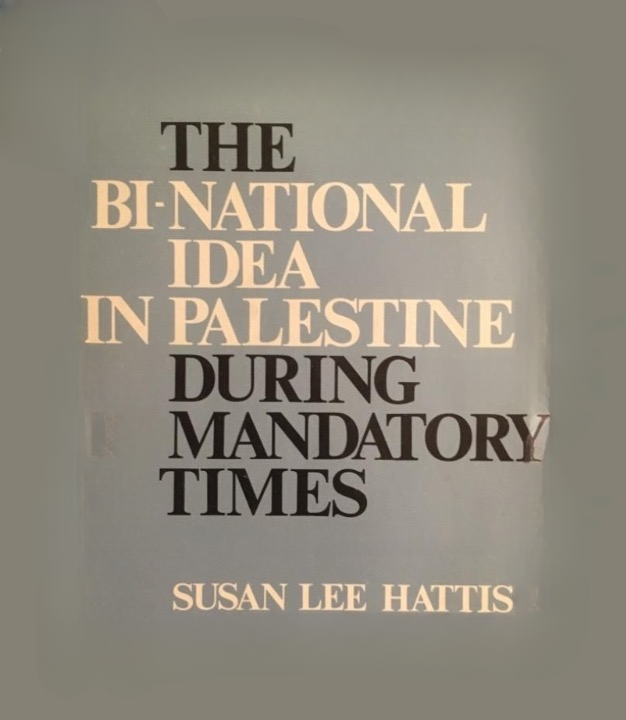 THE
BI-NATIONAL
IDEA
IN PALESTINE
DURING
MANDATORY
TIMES
SUSAN LEE HATTIS